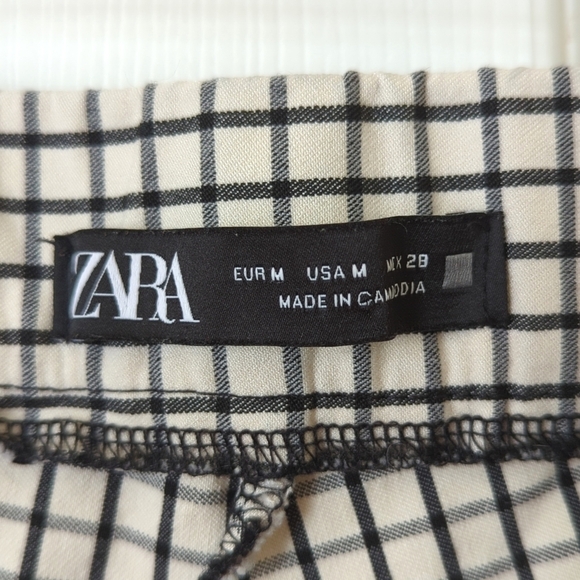 ZARA
EUR M USA M MEX 28
MADE IN CAMBODIA